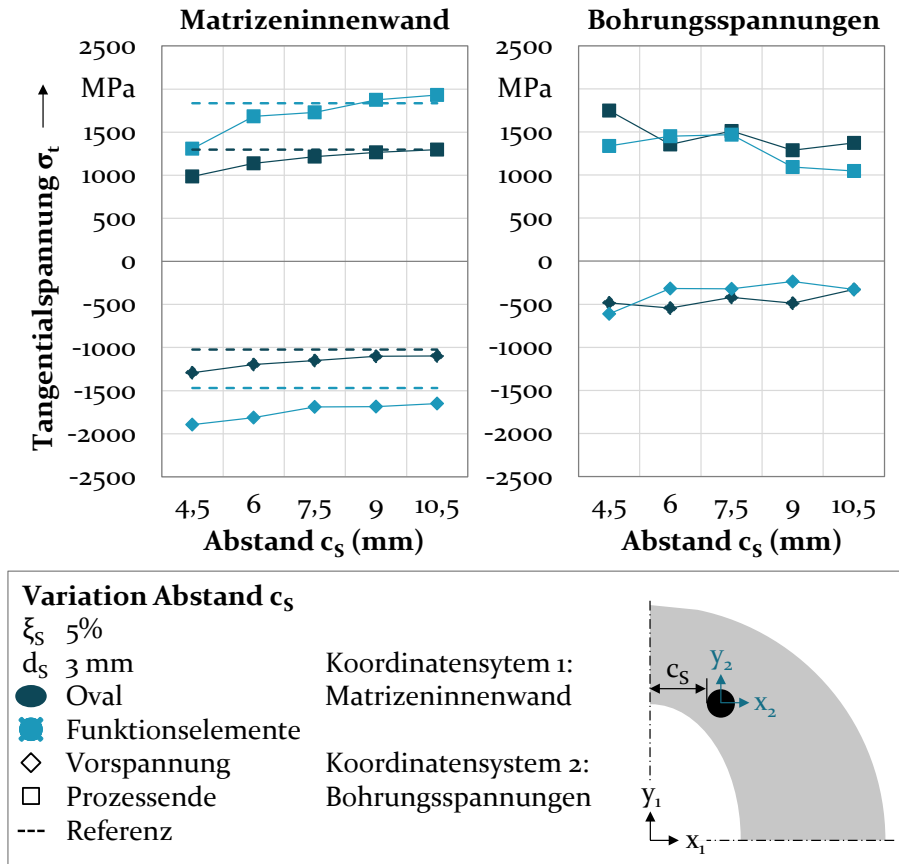 Matrizeninnenwand
Bohrungsspannungen
Tangentialspannung σt
2500
MPa
1500
1000
500
0
-500
-1000
-1500
-2000
-2500
4,5 6 7,5 9 10,5
Abstand cS (mm)
2500
MPa
1500
1000
500
0
-500
-1000
-1500
-2000
-2500
4,5 6 7,5 9 10,5
Abstand cS (mm)
Variation Abstand cS
ξS 5%
dS 3 mm
Oval
Funktionselemente
Vorspannung
Prozessende
Referenz
Koordinatensytem 1:
Matrizeninnenwand
Koordinatensystem 2:
Bohrungsspannungen
cS
y2
x2
y1
x1